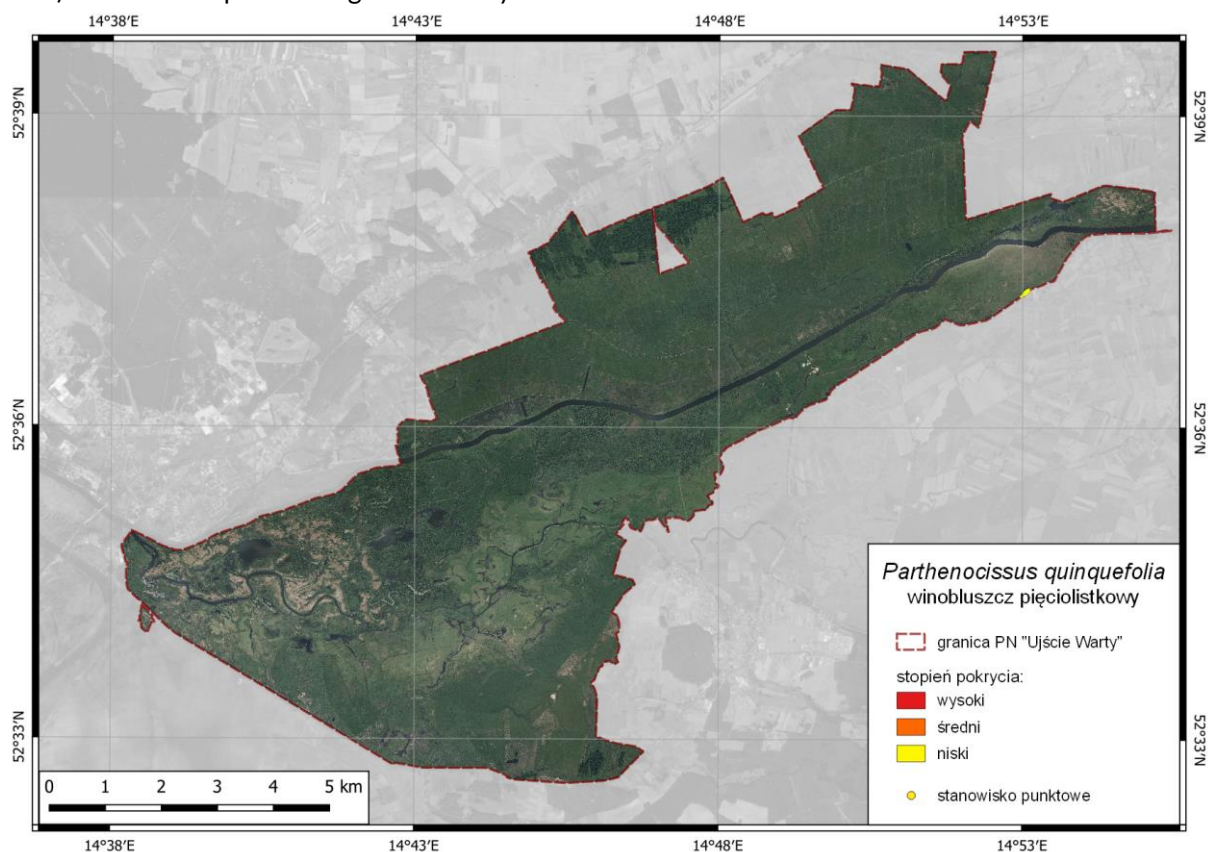 14°38′E 14°43′E 14°48′E 14°53′E
52°39′N 52°39′N
52°36′N 52°36′N
52°33′N 52°33′N
Parthenocissus quinquefolia
winobluszcz pięciolistkowy
granica PN "Ujście Warty"
stopień pokrycia:
wysoki
średni
niski
stanowisko punktowe
0 1 2 3 4 5 km
14°38′E 14°43′E 14°48′E 14°53′E